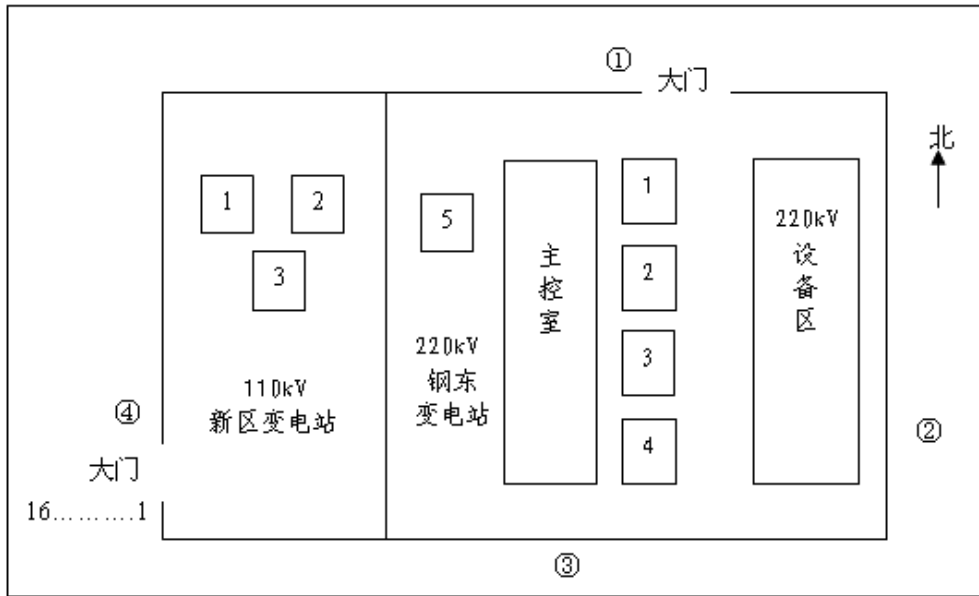 ①
大门
北
1
2
3
110kV
新区变电站
5
220kV
钢东
变电站
主
控
室
1
2
3
4
220kV
设
备
区
②
④
大门
16……….1
③